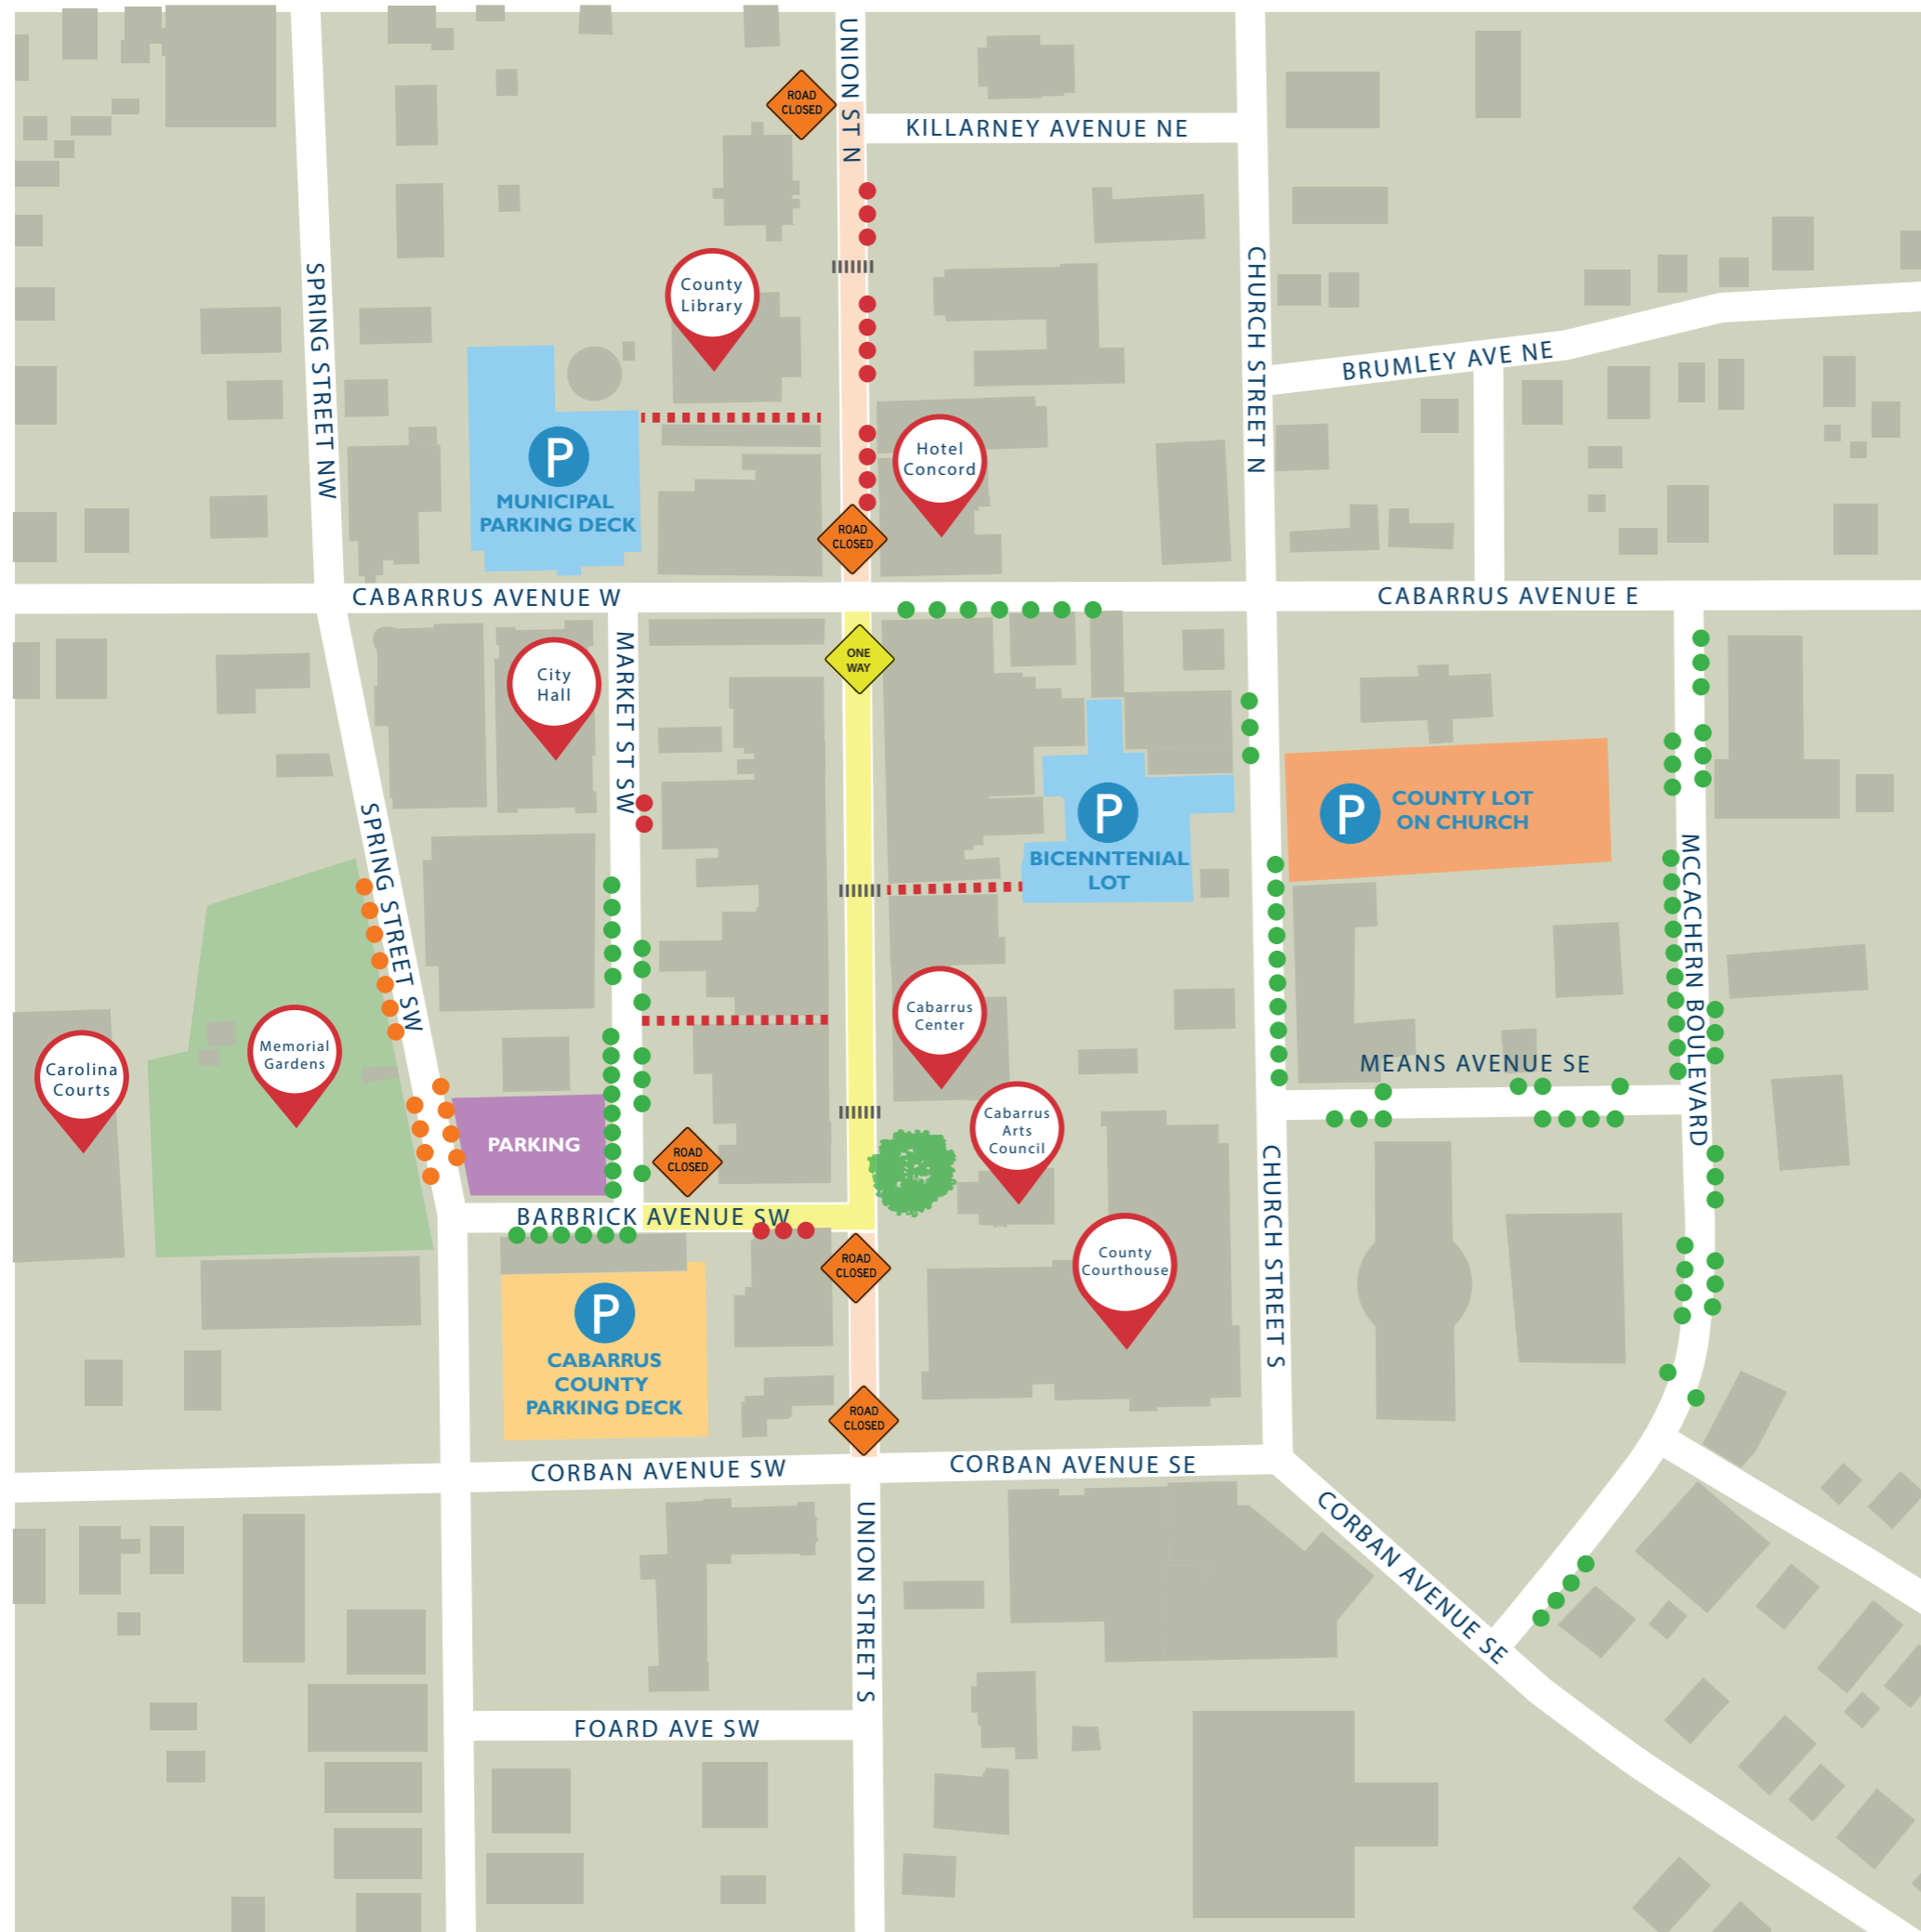 UNION ST N
ROAD
CLOSED
KILLARNEY AVENUE NE
SPRING STREET NW
County
Library
CHURCH STREET N
BRUMLEY AVE NE
P
MUNICIPAL
PARKING DECK
Hotel
Concord
ROAD
CLOSED
CABARRUS AVENUE W
CABARRUS AVENUE E
MARKET ST SW
City
Hall
ONE
WAY
SPRING STREET SW
P
BICENNTENIAL
LOT
P
COUNTY LOT
ON CHURCH
MCCACHERN BOULEVARD
Carolina
Courts
Memorial
Gardens
Cabarrus
Center
MEANS AVENUE SE
PARKING
ROAD
CLOSED
Cabarrus
Arts
Council
BARBRICK AVENUE SW
ROAD
CLOSED
County
Courthouse
CHURCH STREET S
P
CABARRUS
COUNTY
PARKING DECK
ROAD
CLOSED
CORBAN AVENUE SW
CORBAN AVENUE SE
UNION STREET S
CORBAN AVENUE SE
FOARD AVE SW